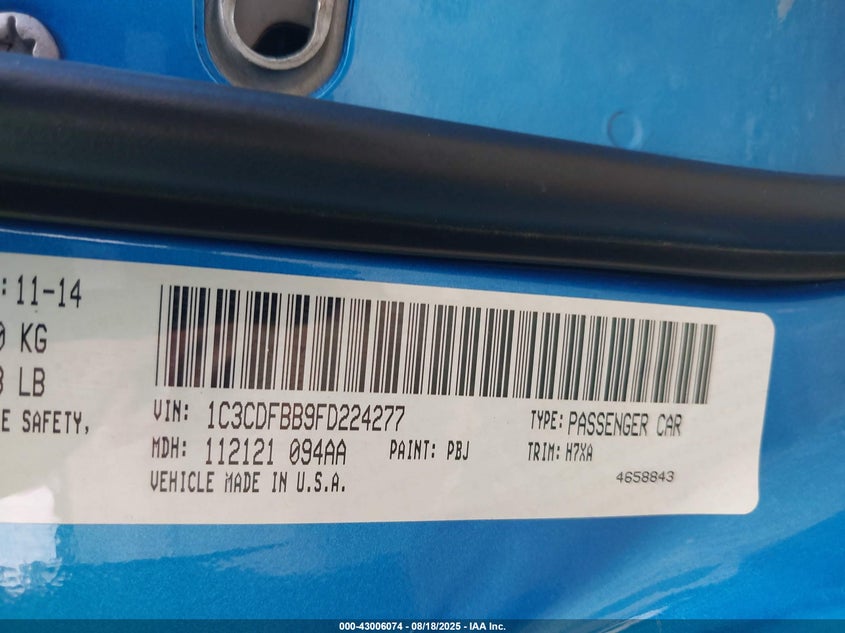 : 11-14
KG
LB
SAFETY,
VIN: 1C3CDFBB9FD224277
TYPE: PASSENGER CAR
MDH: 112121 094AA
PAINT: PBJ
TRIM: H7XA
VEHICLE MADE IN U.S.A.
4658843
000-43006074 - 08/18/2025 - IAA Inc.